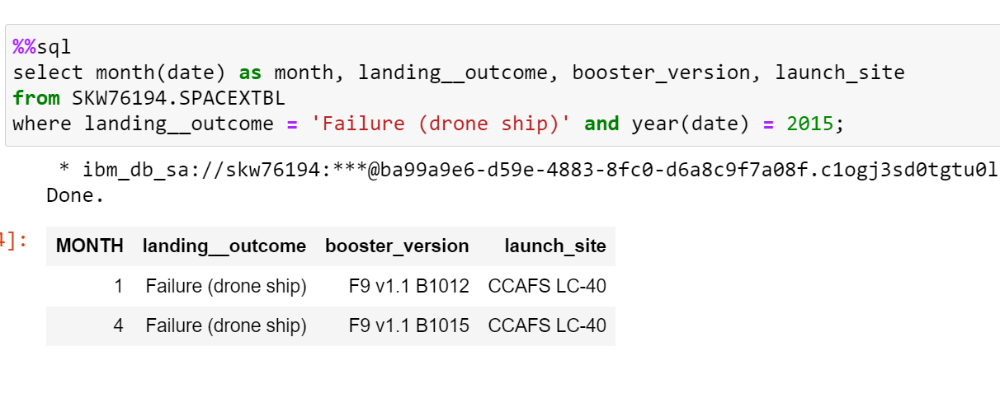 %%sql
select month(date) as month, landing__outcome, booster_version, launch_site
from SKW76194.SPACEXTBL
where landing__outcome = 'Failure (drone ship)' and year(date) = 2015;
* ibm_db_sa://skw76194:***@ba99a9e6-d59e-4883-8fc0-d6a8c9f7a08f.c1ogj3sd0tgtu0l
Done.
4]:
MONTH landing__outcome booster_version launch_site
1 Failure (drone ship) F9 v1.1 B1012 CCAFS LC-40
4 Failure (drone ship) F9 v1.1 B1015 CCAFS LC-40